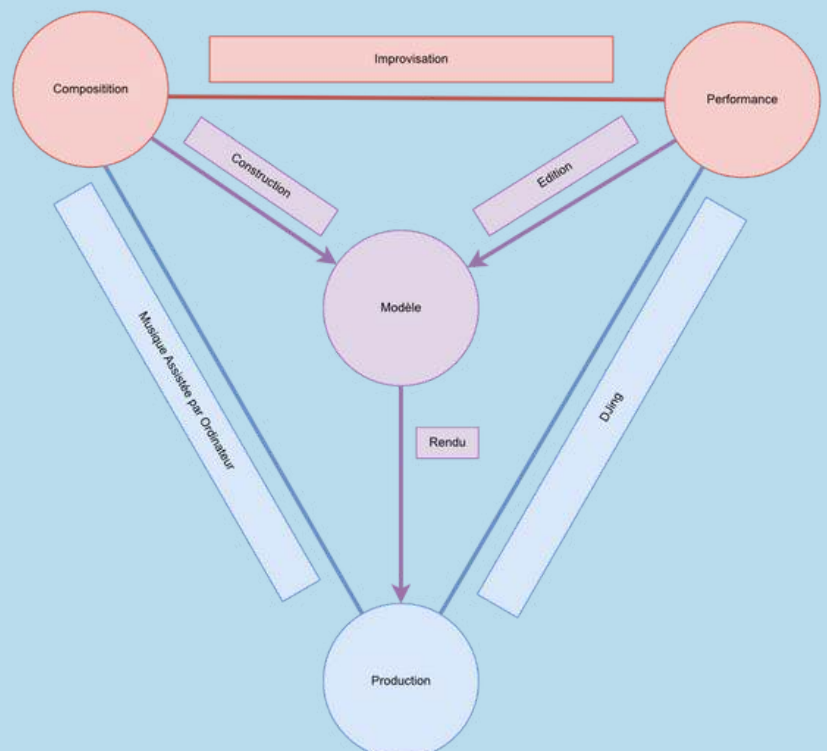 Improvisation
Compositition
Performance
Construction
Edition
Modèle
Musique Assistée par Ordinateur
DJing
Rendu
Production